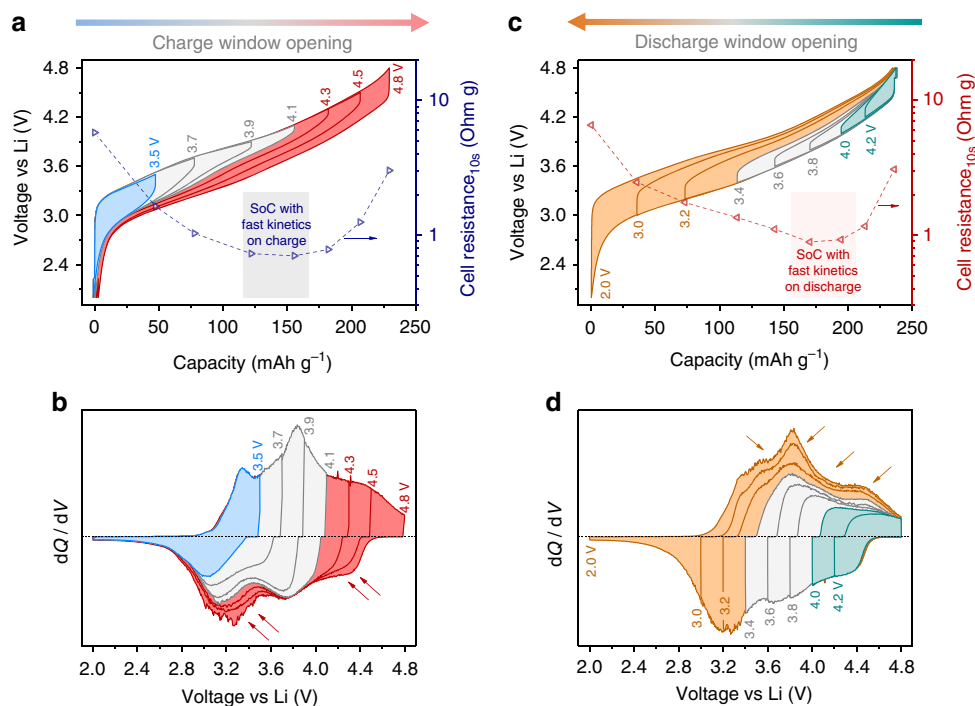 a
Charge window opening
4.8
4.2
3.6
3.0
2.4
Voltage vs Li (V)
3.5 V
3.7
3.9
4.1
4.3
4.5
4.8 V
SoC with
fast kinetics
on charge
10
1
Cell resistance10s (Ohm g)
0
50
100
150
200
250
Capacity (mAh g⁻¹)
c
Discharge window opening
4.8
4.2
3.6
3.0
2.4
Voltage vs Li (V)
2.0 V
3.0
3.2
3.4
3.6
3.8
4.0
4.2 V
SoC with
fast kinetics
on discharge
10
1
Cell resistance10s (Ohm g)
0
50
100
150
200
250
Capacity (mAh g⁻¹)
b
dQ / dV
3.5 V
3.7
3.9
4.1
4.3
4.5
4.8 V
2.0
2.4
2.8
3.2
3.6
4.0
4.4
4.8
Voltage vs Li (V)
d
dQ / dV
2.0 V
3.0
3.2
3.4
3.6
3.8
4.0
4.2 V
2.0
2.4
2.8
3.2
3.6
4.0
4.4
4.8
Voltage vs Li (V)